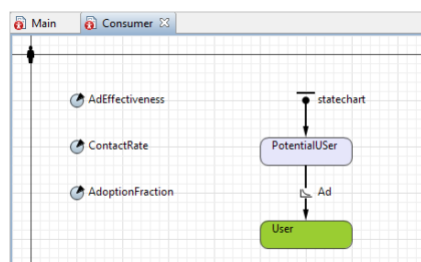 Main
Consumer
AdEffectiveness
statechart
ContactRate
PotentialUSer
AdoptionFraction
Ad
User